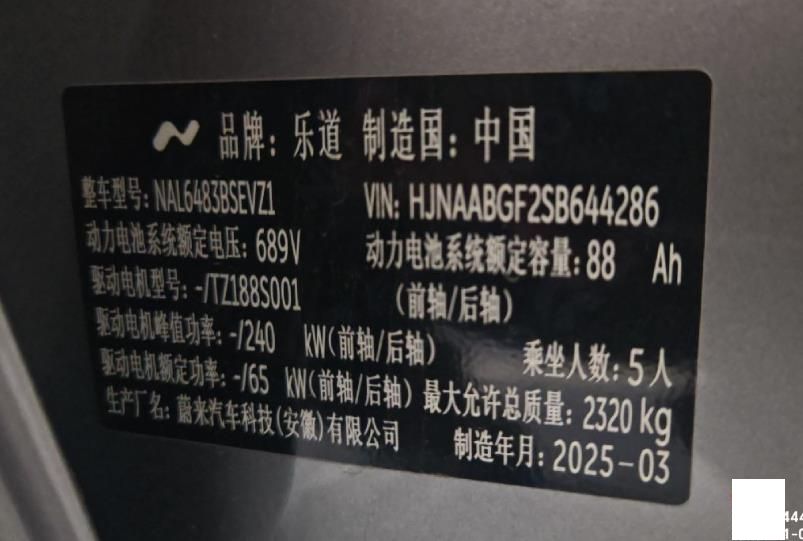 品牌：乐道 制造国：中国
整车型号：NAL6483BSEVZ1 VIN：HJNAABGF2SB644286
动力电池系统额定电压：689V 动力电池系统额定容量：88 Ah
驱动电机型号：-/TZ188S001 (前轴/后轴)
驱动电机峰值功率：-/240 kW(前轴/后轴) 乘坐人数：5人
驱动电机额定功率：-/65 kW(前轴/后轴) 最大允许总质量：2320 kg
生产厂名：蔚来汽车科技(安徽)有限公司 制造年月：2025-03